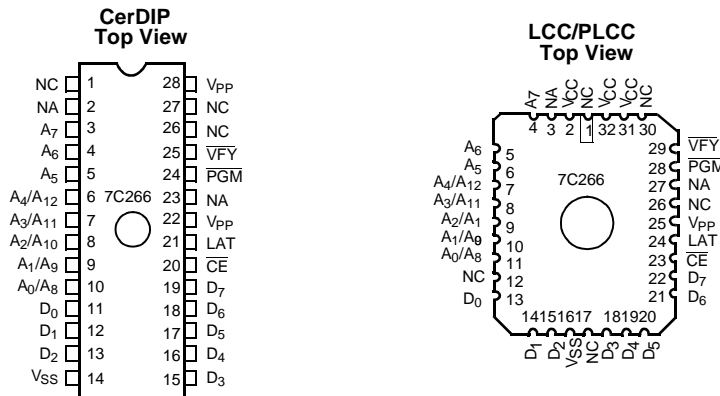 CerDIP
Top View
NC 1 28 VPP
NA 2 27 NC
A7 3 26 NC
A6 4 25 VFY
A5 5 24 PGM
A4/A12 6 7C266 23 NA
A3/A11 7 22 VPP
A2/A10 8 21 LAT
A1/A9 9 20 CE
A0/A8 10 19 D7
D0 11 18 D6
D1 12 17 D5
D2 13 16 D4
VSS 14 15 D3
LCC/PLCC
Top View
A7 NA VCC NC VCC VCC NC
4 3 2 1 32 31 30
A6 5 29 VFY
A5 6 28 PGM
A4/A12 7 7C266 27 NA
A3/A11 8 26 NC
A2/A1 9 25 VPP
A1/A9 10 24 LAT
A0/A8 11 23 CE
NC 12 22 D7
D0 13 21 D6
14 15 16 17 18 19 20
D1 D2 VSS NC D3 D4 D5